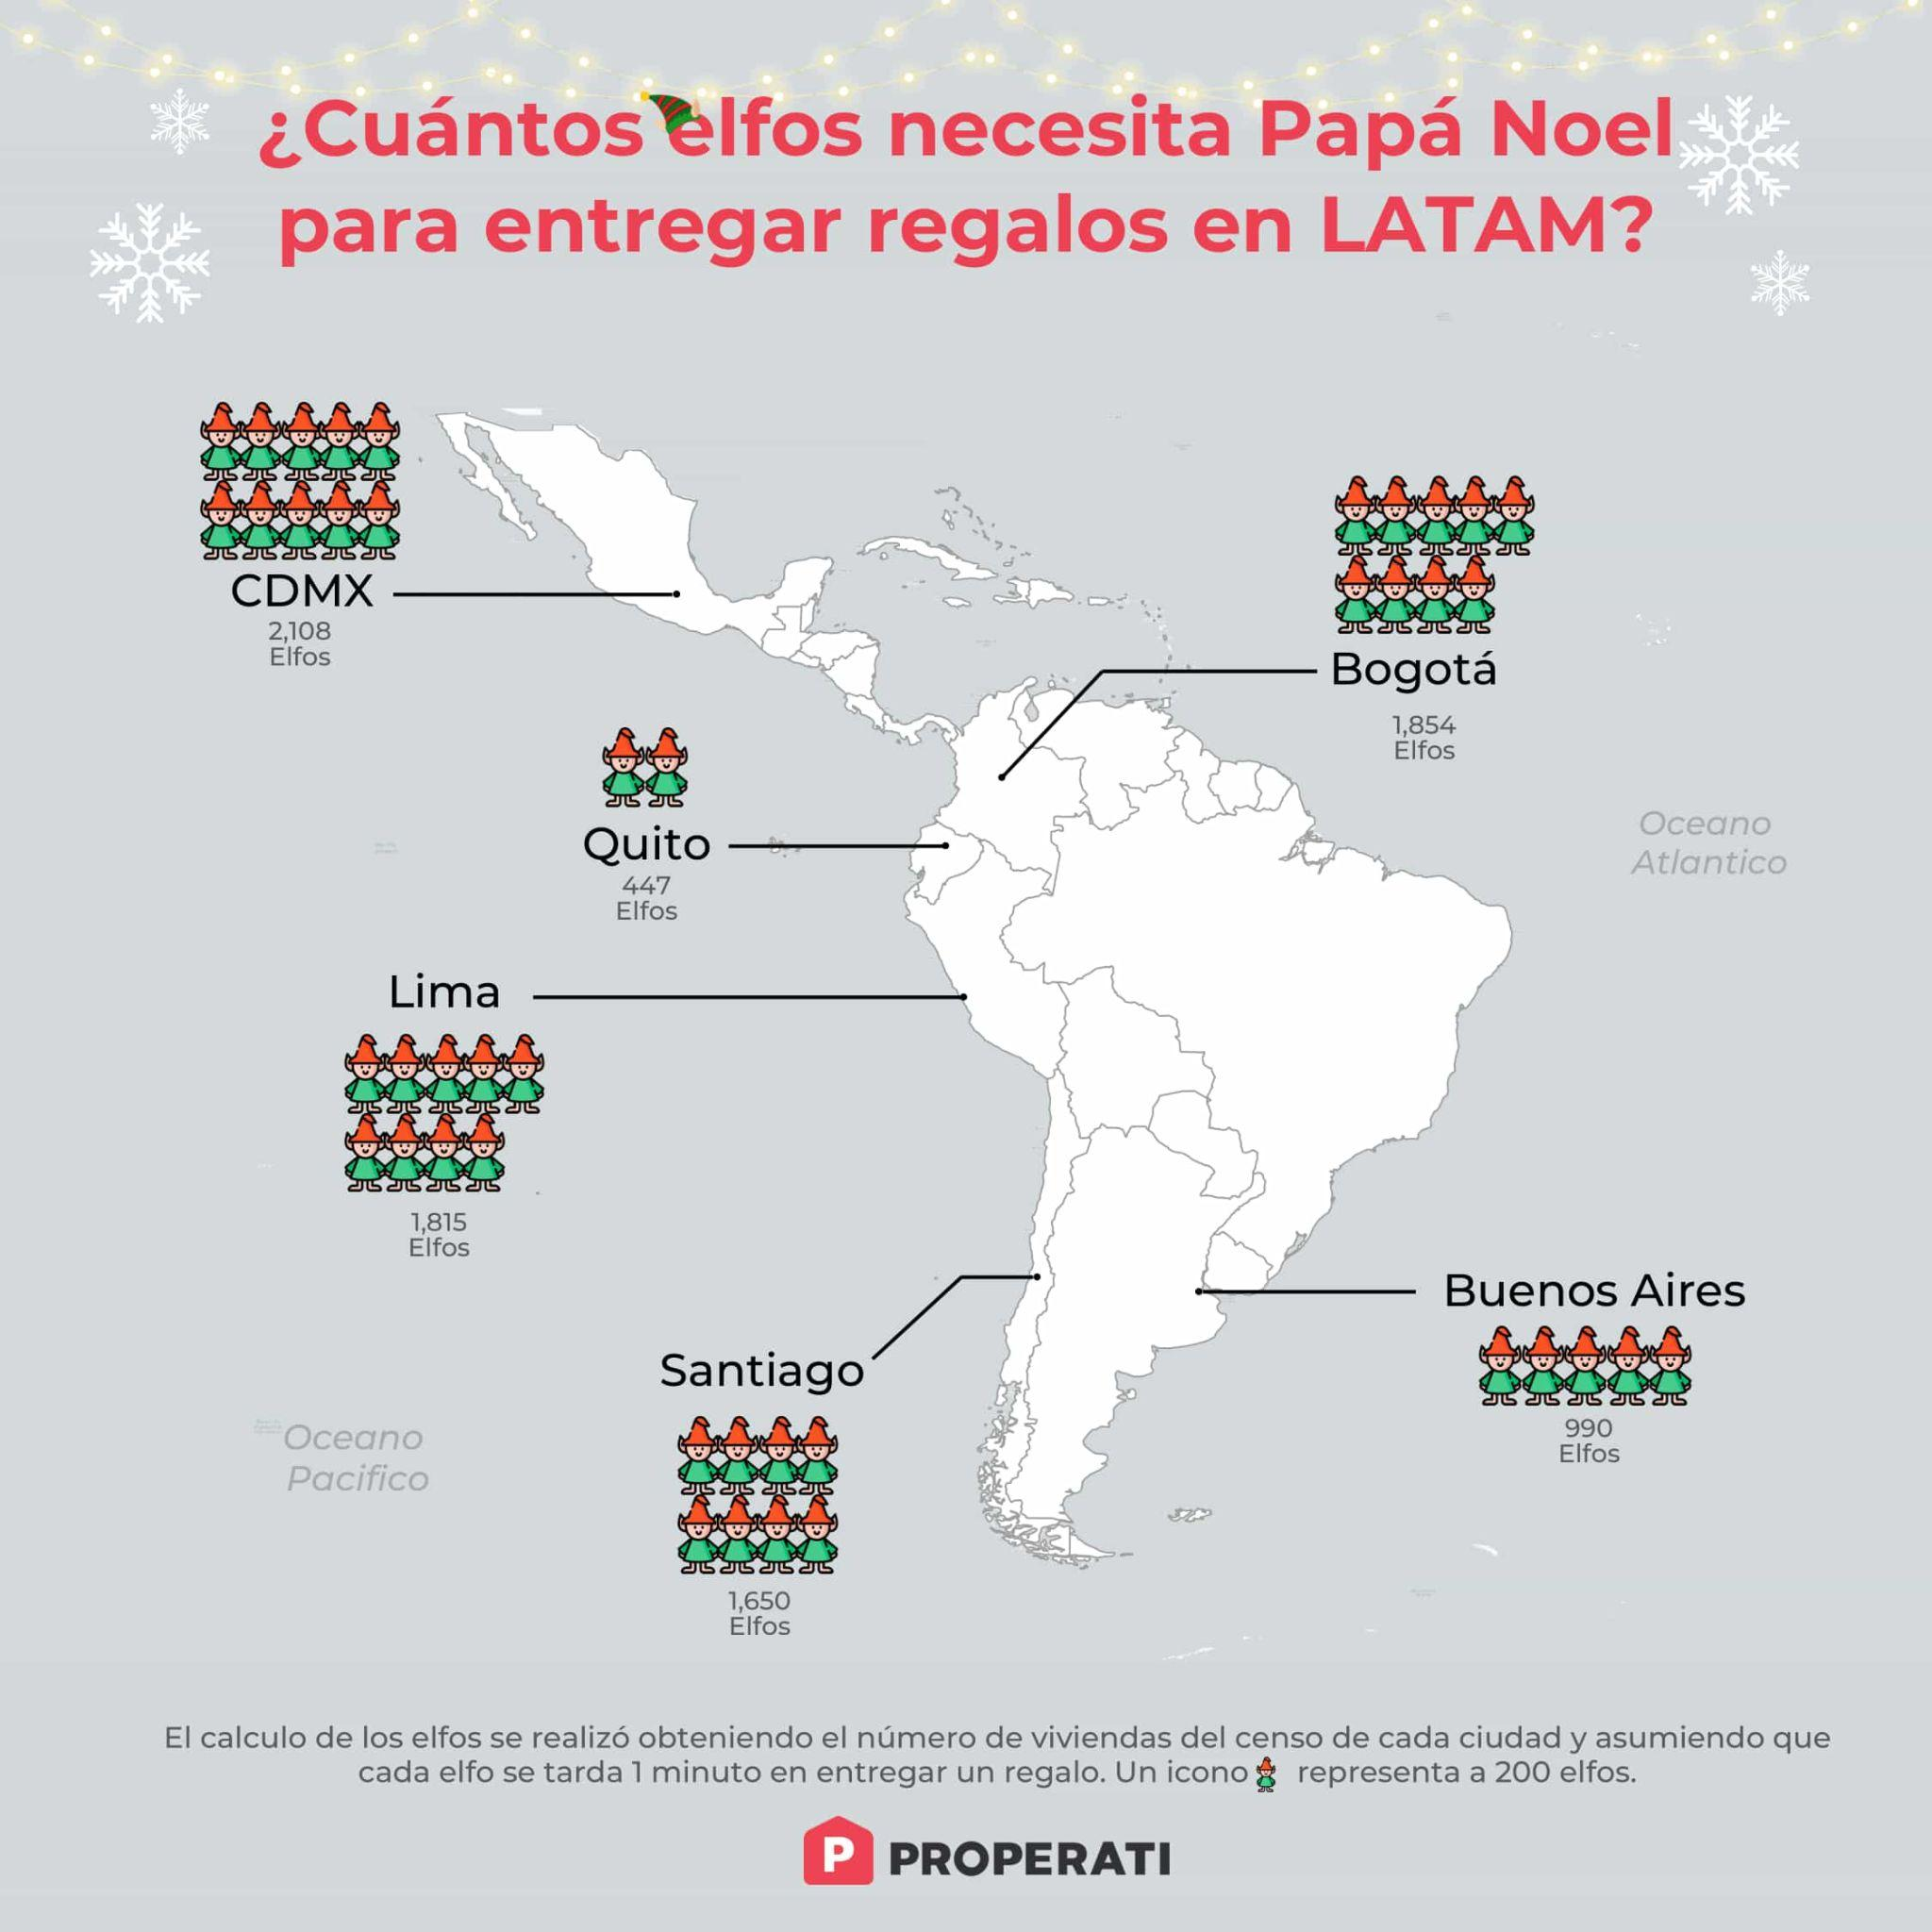 ¿Cuántos elfos necesita Papá Noel
para entregar regalos en LATAM?
CDMX
2,108
Elfos
Bogotá
1,854
Elfos
Quito
447
Elfos
Oceano
Atlantico
Lima
1,815
Elfos
Buenos Aires
990
Elfos
Santiago
1,650
Elfos
Oceano
Pacifico
El calculo de los elfos se realizó obteniendo el número de viviendas del censo de cada ciudad y asumiendo que
cada elfo se tarda 1 minuto en entregar un regalo. Un icono representa a 200 elfos.
P PROPERATI